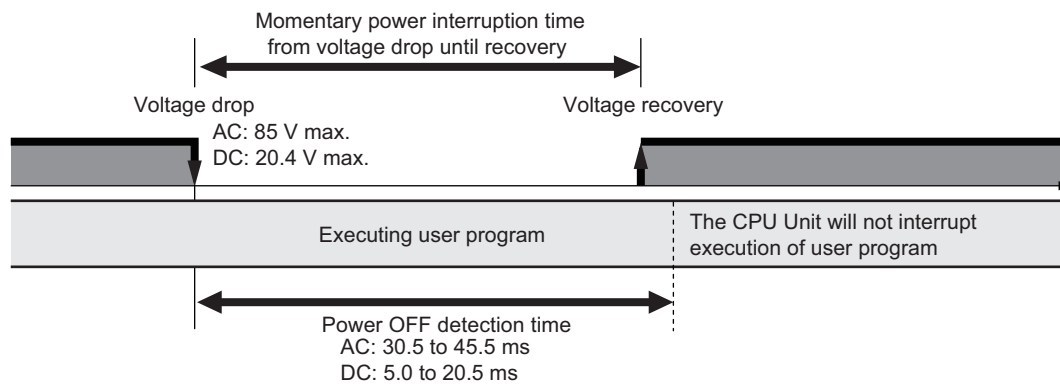 Momentary power interruption time
from voltage drop until recovery
Voltage drop
AC: 85 V max.
DC: 20.4 V max.
Voltage recovery
Executing user program
The CPU Unit will not interrupt
execution of user program
Power OFF detection time
AC: 30.5 to 45.5 ms
DC: 5.0 to 20.5 ms